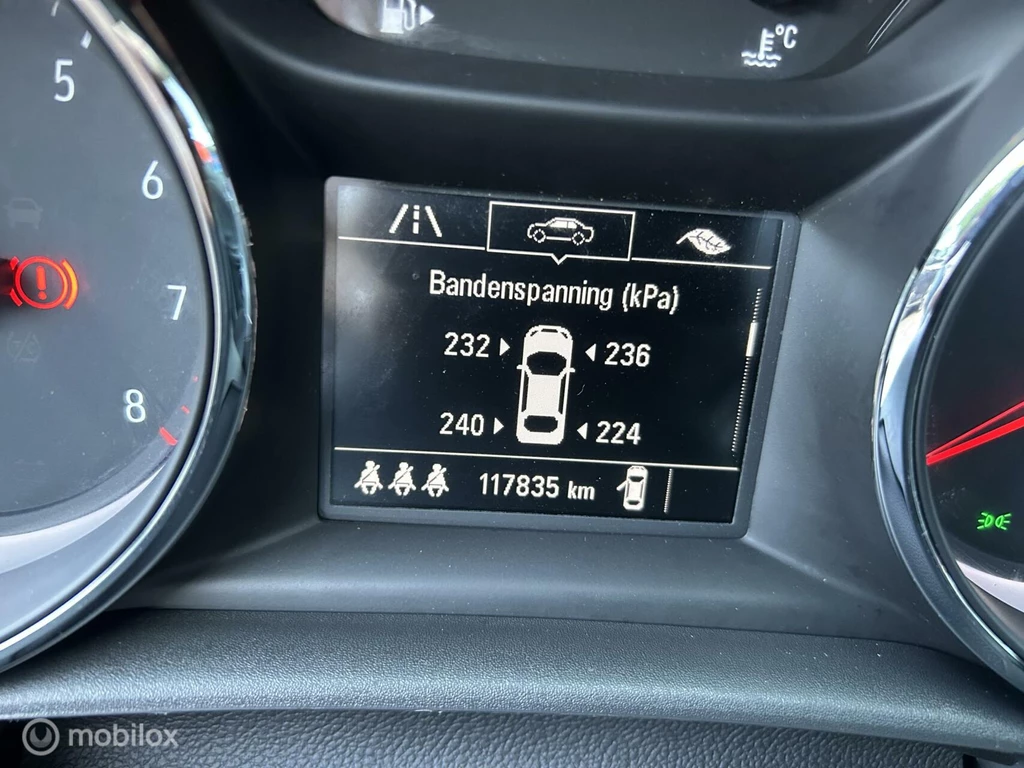 °C
5
6
7
8
Bandenspanning (kPa)
232 236
240 224
117835 km
mobilox